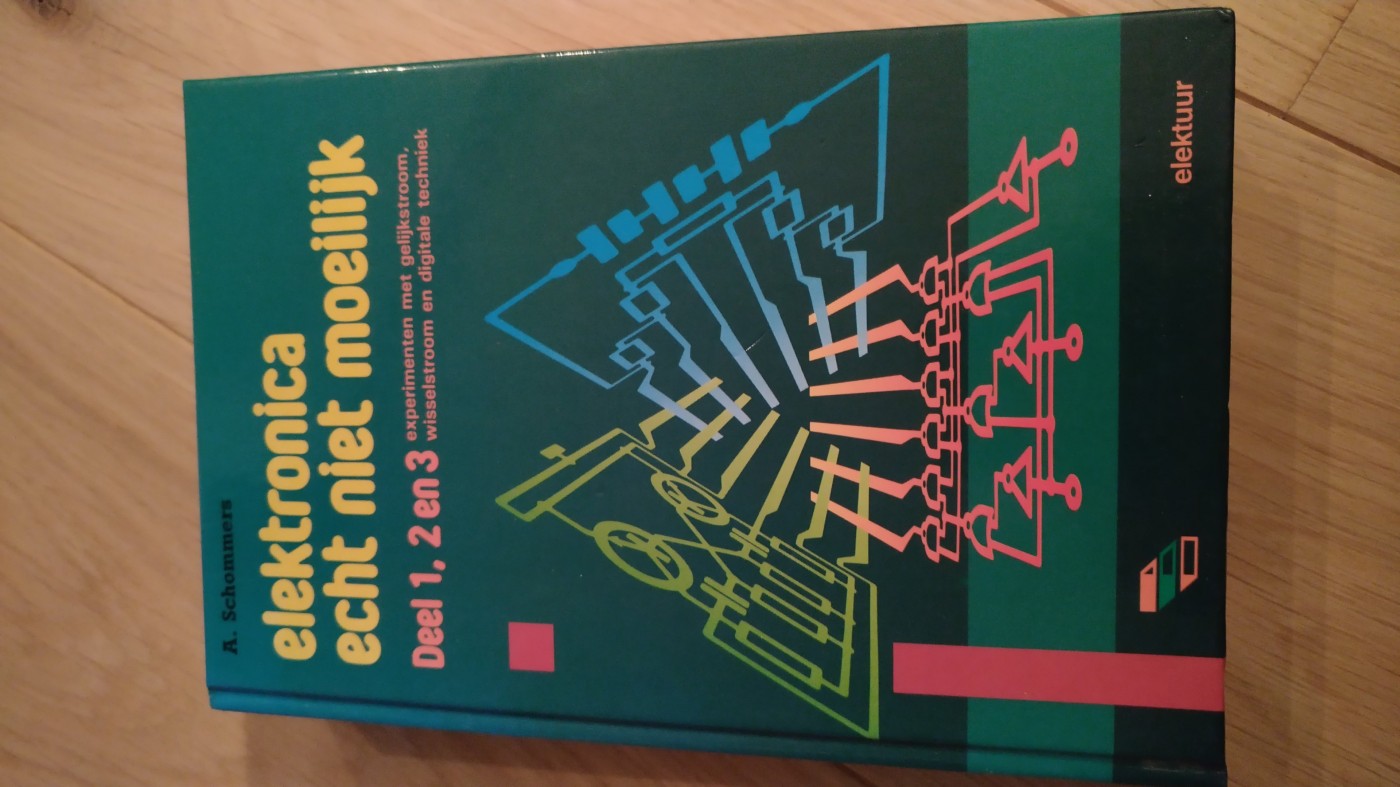 A. Schommers
elektronica
echt niet moeilijk
Deel 1, 2 en 3
experimenten met gelijkstroom,
wisselstroom en digitale techniek
elektuur